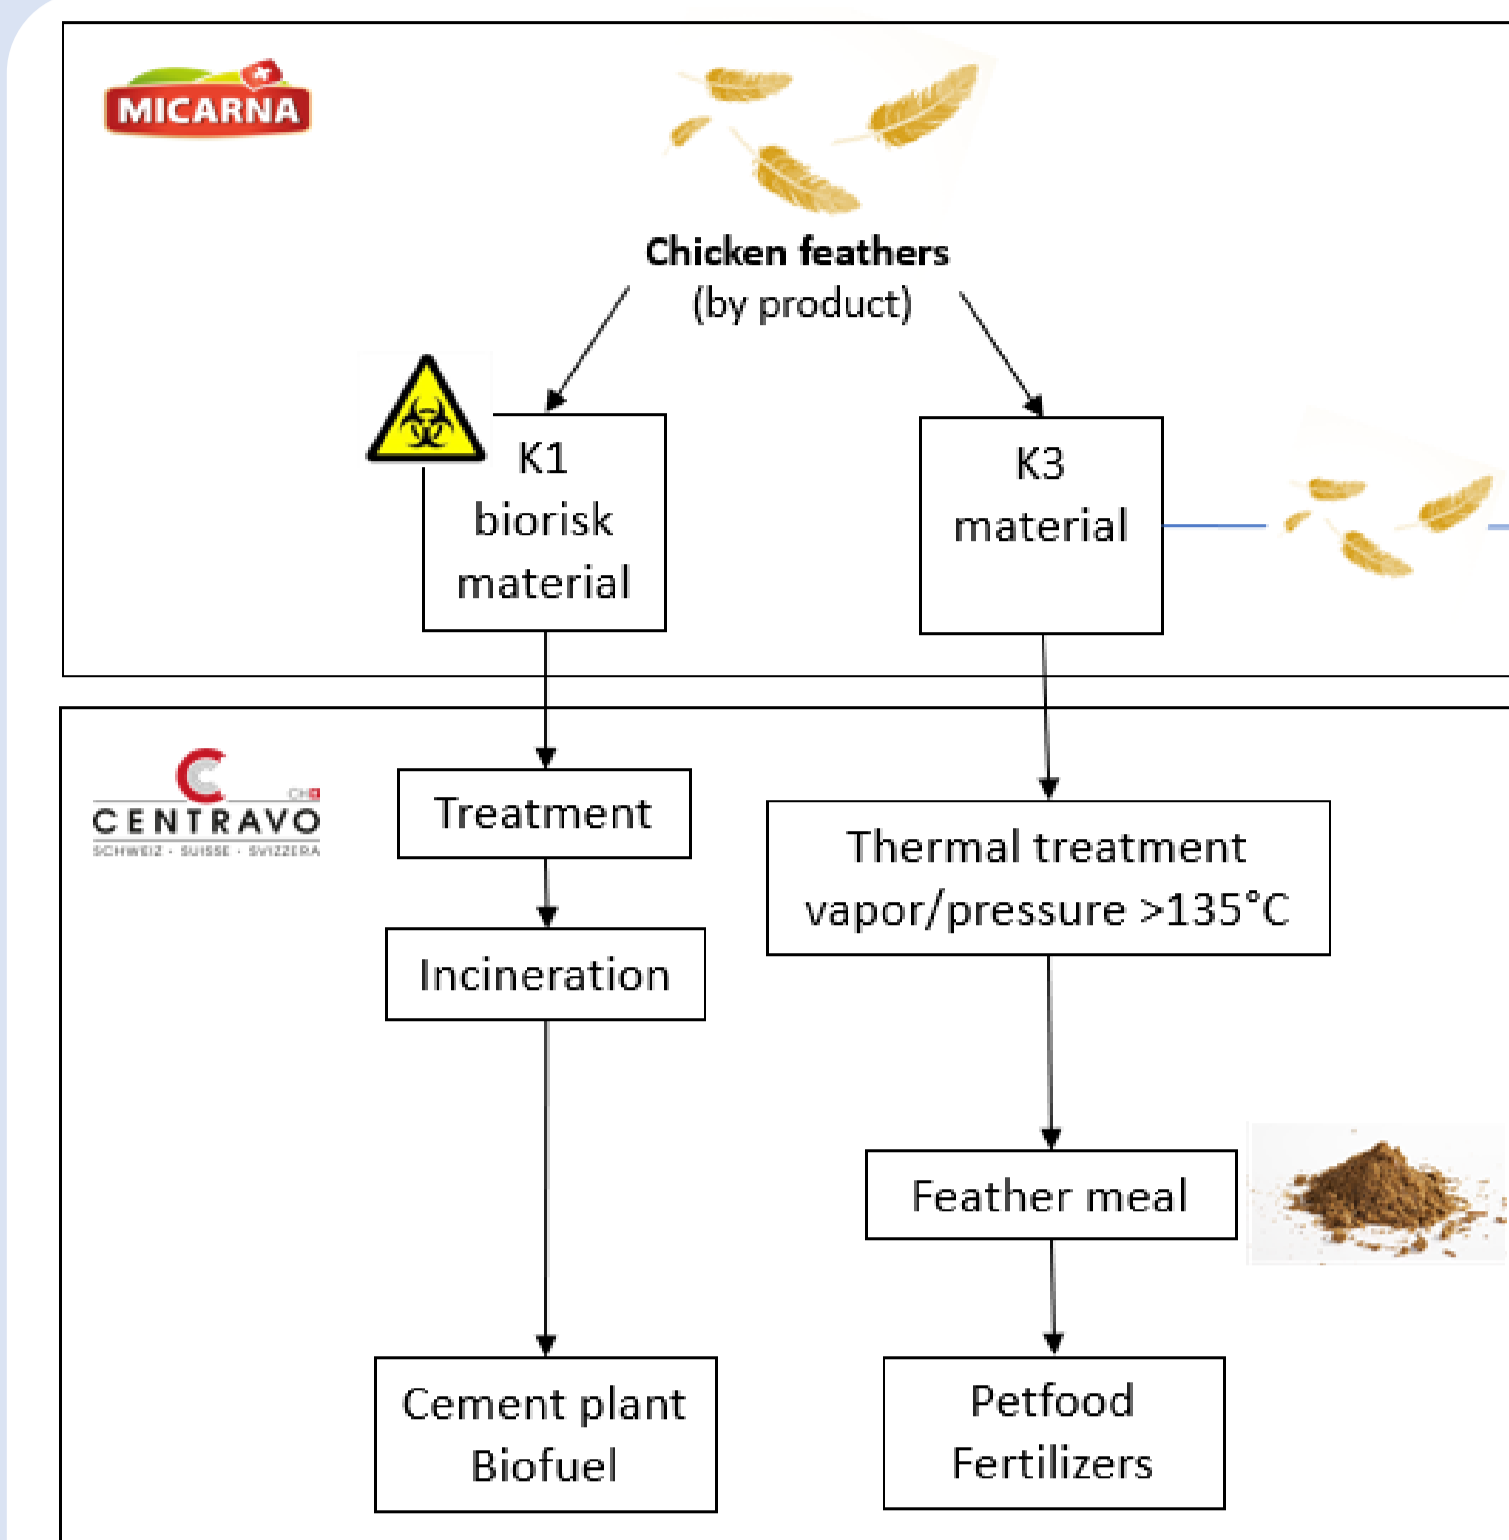 MICARNA
Chicken feathers
(by product)
K1
biorisk
material
K3
material
CH
CENTRAVO
SCHWEIZ - SUISSE - SVIZZERA
Treatment
Thermal treatment
vapor/pressure >135°C
Incineration
Feather meal
Cement plant
Biofuel
Petfood
Fertilizers